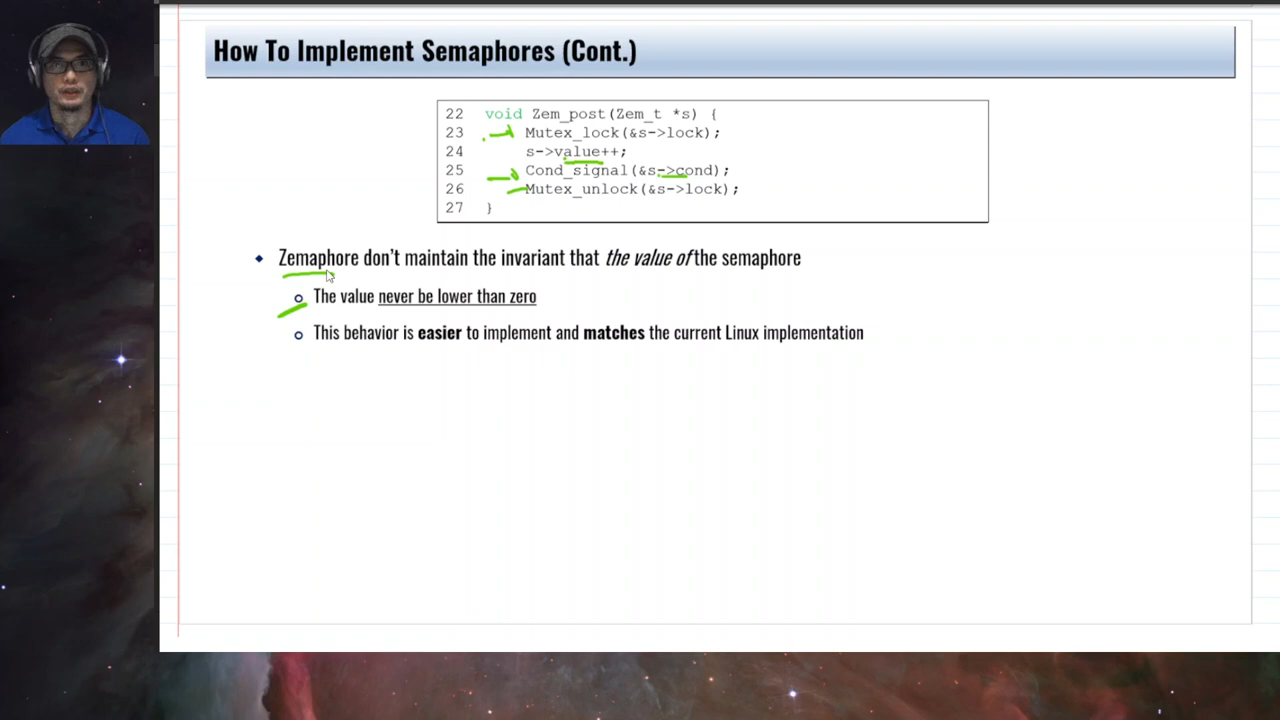 How To Implement Semaphores (Cont.)
22 void Zem_post(Zem_t *s) {
23 Mutex_lock(&s->lock);
24 s->value++;
25 Cond_signal(&s->cond);
26 Mutex_unlock(&s->lock);
27 }
Zemaphore don't maintain the invariant that the value of the semaphore
The value never be lower than zero
This behavior is easier to implement and matches the current Linux implementation